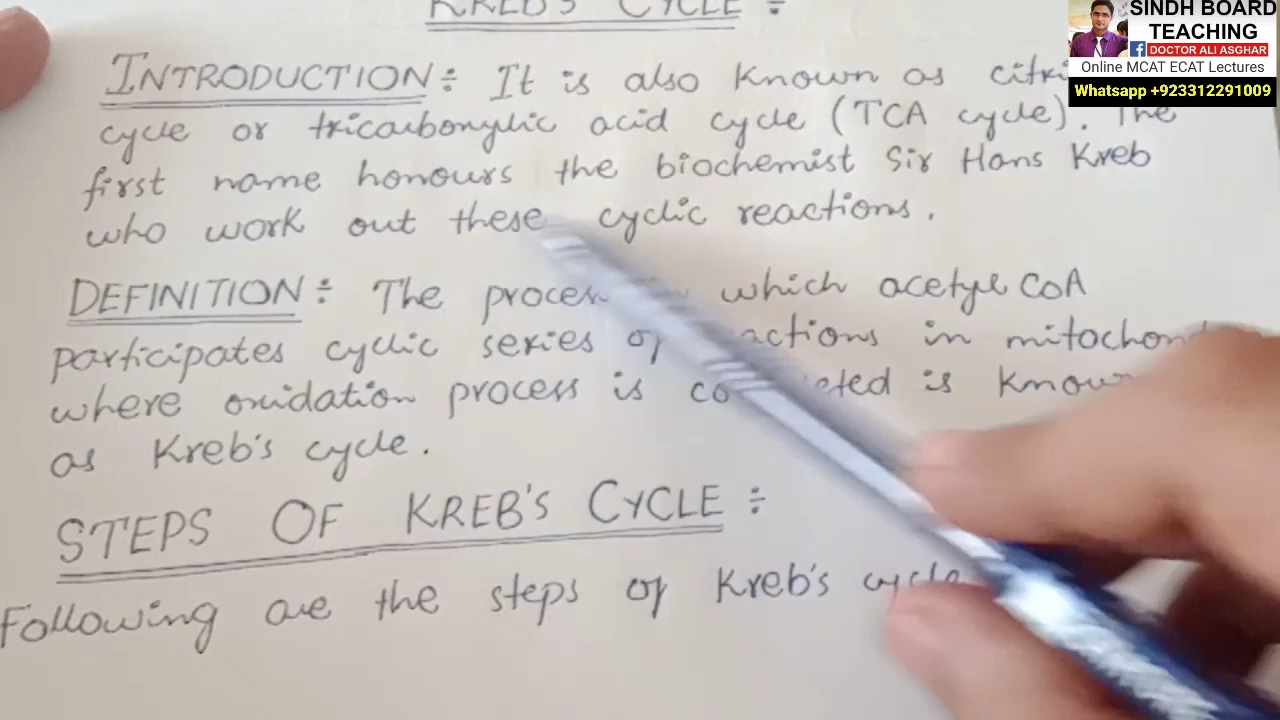 KREB'S CYCLE :
SINDH BOARD
TEACHING
DOCTOR ALI ASGHAR
Online MCAT ECAT Lectures
Whatsapp +923312291009
INTRODUCTION: It is also known as
cycle or tricarboxylic acid cycle (TCA cycle). The
first name honours the biochemist Sir Hans Kreb
who work out these cyclic reactions.
DEFINITION: The process which acetyl CoA
participates cyclic series of in
where oxidation process is is
as Kreb's cycle.
STEPS OF KREB'S CYCLE :
Following are the steps of Kreb's cycle